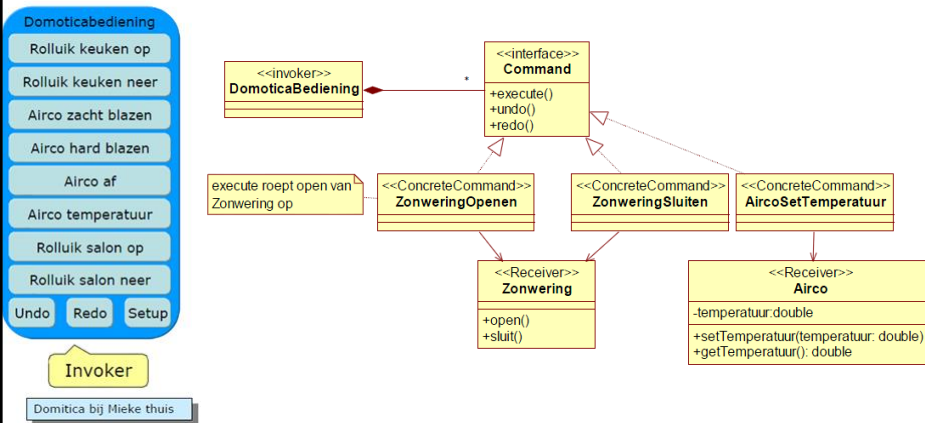 Domoticabediening
Rolluik keuken op
Rolluik keuken neer
Airco zacht blazen
Airco hard blazen
Airco af
Airco temperatuur
Rolluik salon op
Rolluik salon neer
Undo Redo Setup
Invoker
Domitica bij Mieke thuis
<<invoker>>
DomoticaBediening
*
<<interface>>
Command
+execute()
+undo()
+redo()
execute roept open van
Zonwering op
<<ConcreteCommand>>
ZonweringOpenen
<<ConcreteCommand>>
ZonweringSluiten
<<ConcreteCommand>>
AircoSetTemperatuur
<<Receiver>>
Zonwering
+open()
+sluit()
<<Receiver>>
Airco
-temperatuur:double
+setTemperatuur(temperatuur: double)
+getTemperatuur(): double